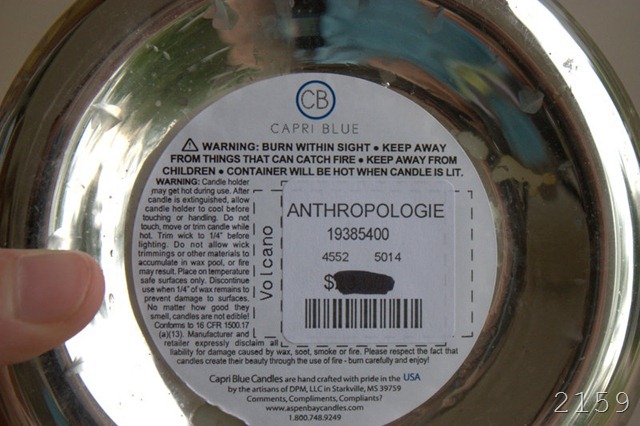 CB
CAPRI BLUE
⚠ WARNING: BURN WITHIN SIGHT • KEEP AWAY
FROM THINGS THAT CAN CATCH FIRE • KEEP AWAY FROM
CHILDREN • CONTAINER WILL BE HOT WHEN CANDLE IS LIT.
WARNING: Candle holder
may get hot during use. After
candle is extinguished, allow
candle holder to cool before
touching or handling. Do not
touch, move or trim candle while
hot. Trim wick to 1/4" before
lighting. Do not allow wick
trimmings or other materials to
accumulate in wax pool, or fire
may result. Place on temperature
safe surfaces only. Discontinue
use when 1/4" of wax remains to
prevent damage to surfaces.
No matter how good they
smell, candles are not edible!
Conforms to 16 CFR 1500.17
(a)(13). Manufacturer and
retailer expressly disclaim all
liability for damage caused by wax, soot, smoke or fire. Please respect the fact that
candles create their beauty through the use of fire - burn carefully and enjoy!
Volcano
ANTHROPOLOGIE
19385400
4552 5014
$
Capri Blue Candles are hand crafted with pride in the USA
by the artisans of DPM, LLC in Starkville, MS 39759
Comments, Compliments, Compliants?
www.aspenbaycandles.com
1.800.748.9249
2159